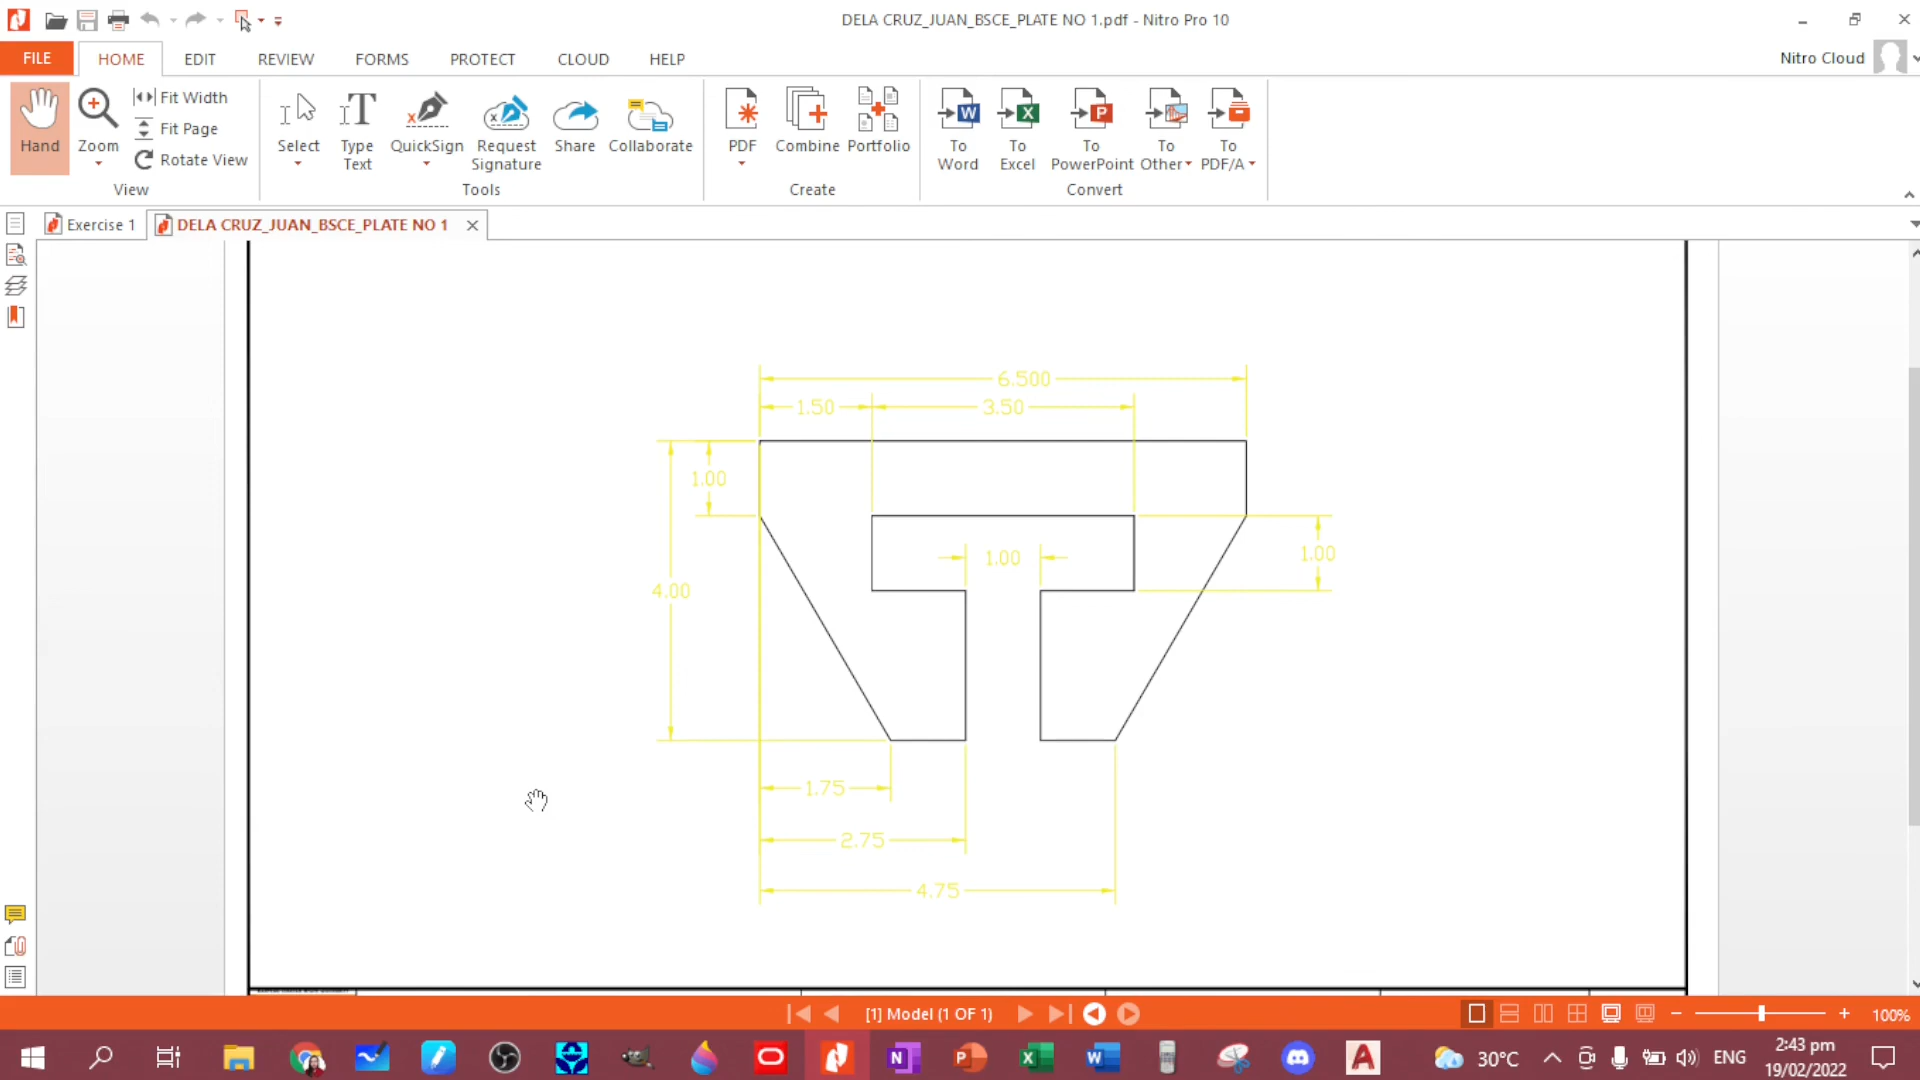 DELA CRUZ_JUAN_BSCE_PLATE NO 1.pdf - Nitro Pro 10
FILE HOME EDIT REVIEW FORMS PROTECT CLOUD HELP
Nitro Cloud
Hand
Zoom
Fit Width
Fit Page
Rotate View
View
Select
Type Text
QuickSign
Request Signature
Share
Collaborate
Tools
PDF
Combine
Portfolio
Create
To Word
To Excel
To PowerPoint
To Other
To PDF/A
Convert
Exercise 1
DELA CRUZ_JUAN_BSCE_PLATE NO 1
6.500
1.50
3.50
1.00
1.00
1.00
4.00
1.75
2.75
4.75
[1] Model (1 OF 1)
100%
30°C
ENG
2:43 pm
19/02/2022